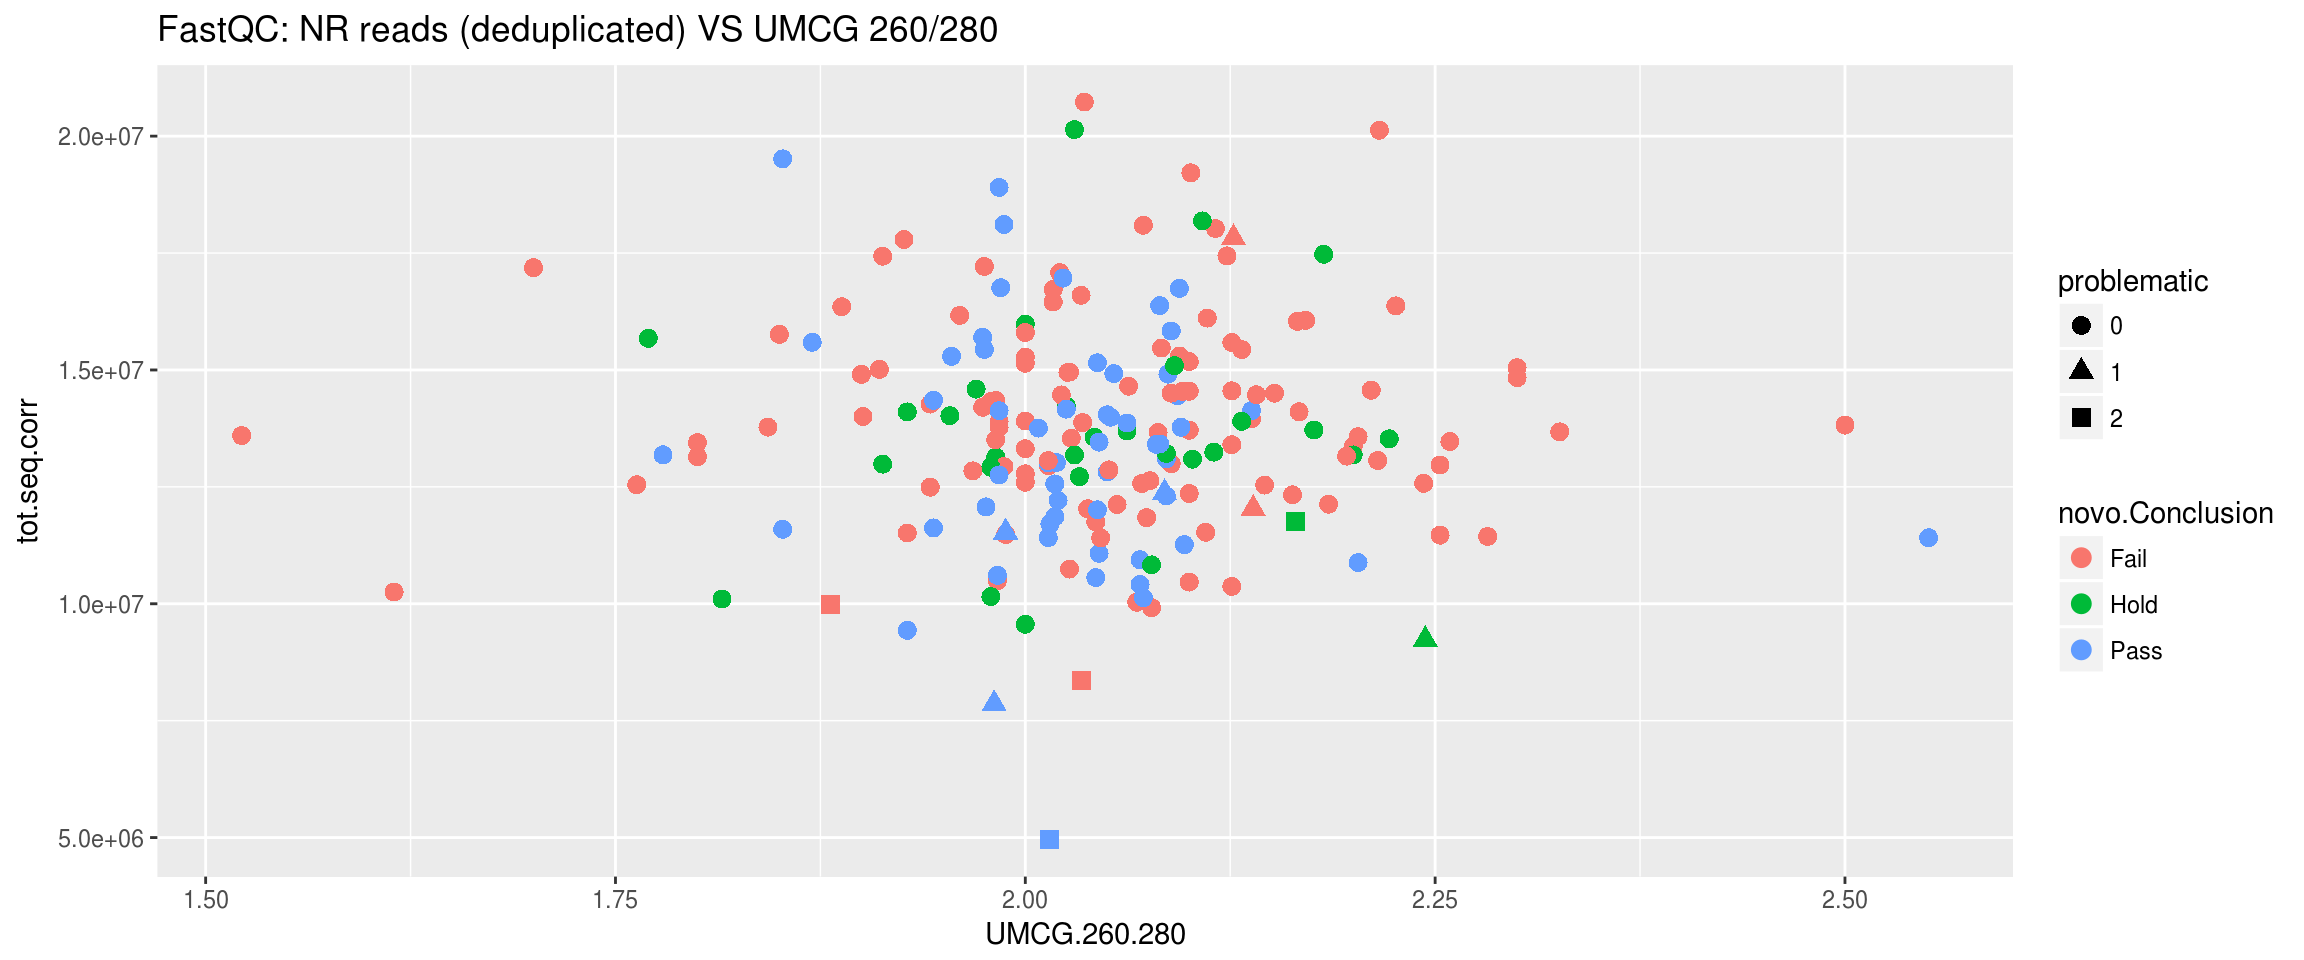 FastQC: NR reads (deduplicated) VS UMCG 260/280
tot.seq.corr
2.0e+07
1.5e+07
1.0e+07
5.0e+06
1.50
1.75
2.00
2.25
2.50
UMCG.260.280
problematic
0
1
2
novo.Conclusion
Fail
Hold
Pass